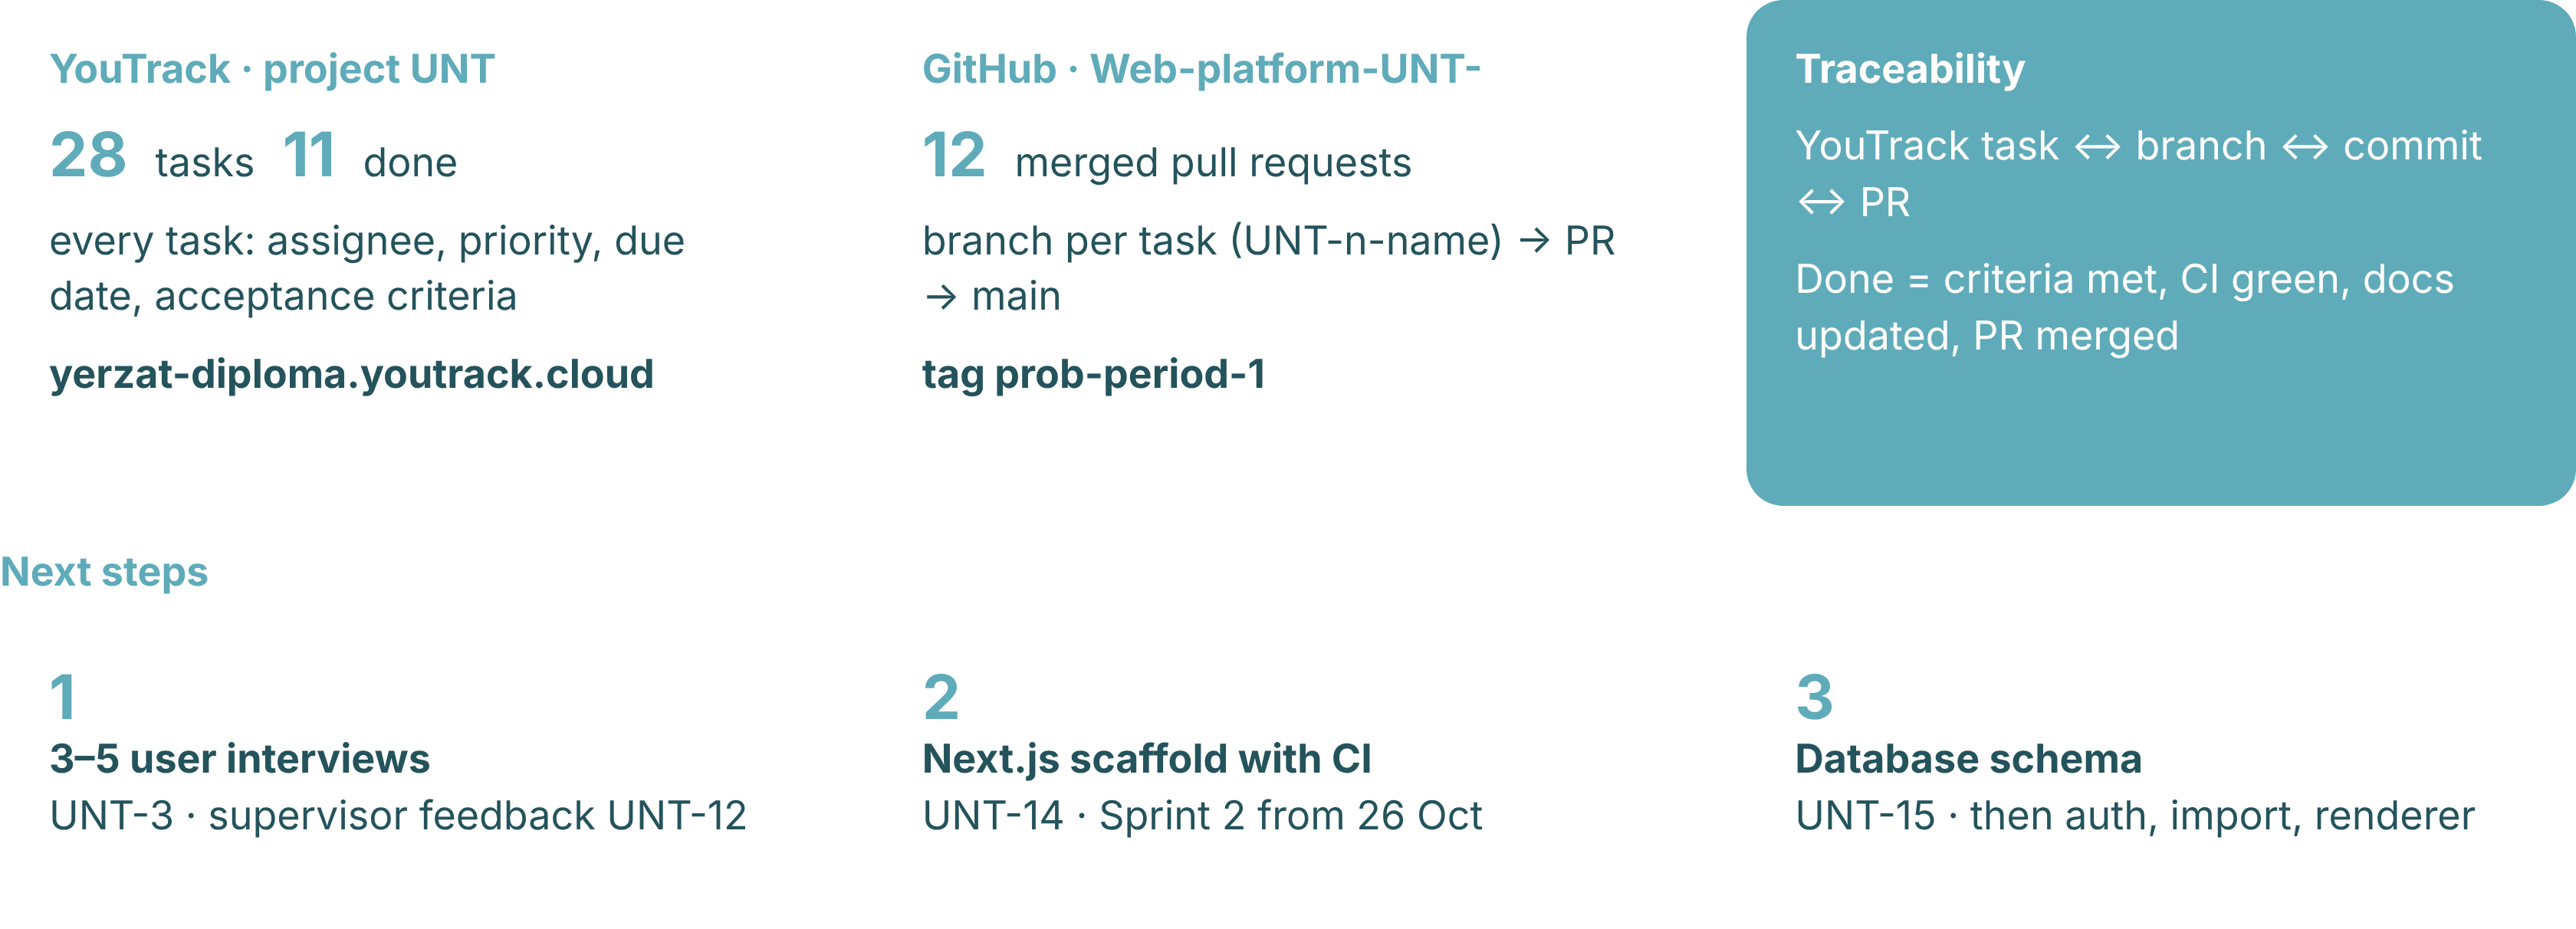 YouTrack · project UNT
28 tasks 11 done
every task: assignee, priority, due
date, acceptance criteria
yerzat-diploma.youtrack.cloud
GitHub · Web-platform-UNT-
12 merged pull requests
branch per task (UNT-n-name) → PR
→ main
tag prob-period-1
Traceability
YouTrack task ↔ branch ↔ commit
↔ PR
Done = criteria met, CI green, docs
updated, PR merged
Next steps
1
3–5 user interviews
UNT-3 · supervisor feedback UNT-12
2
Next.js scaffold with CI
UNT-14 · Sprint 2 from 26 Oct
3
Database schema
UNT-15 · then auth, import, renderer